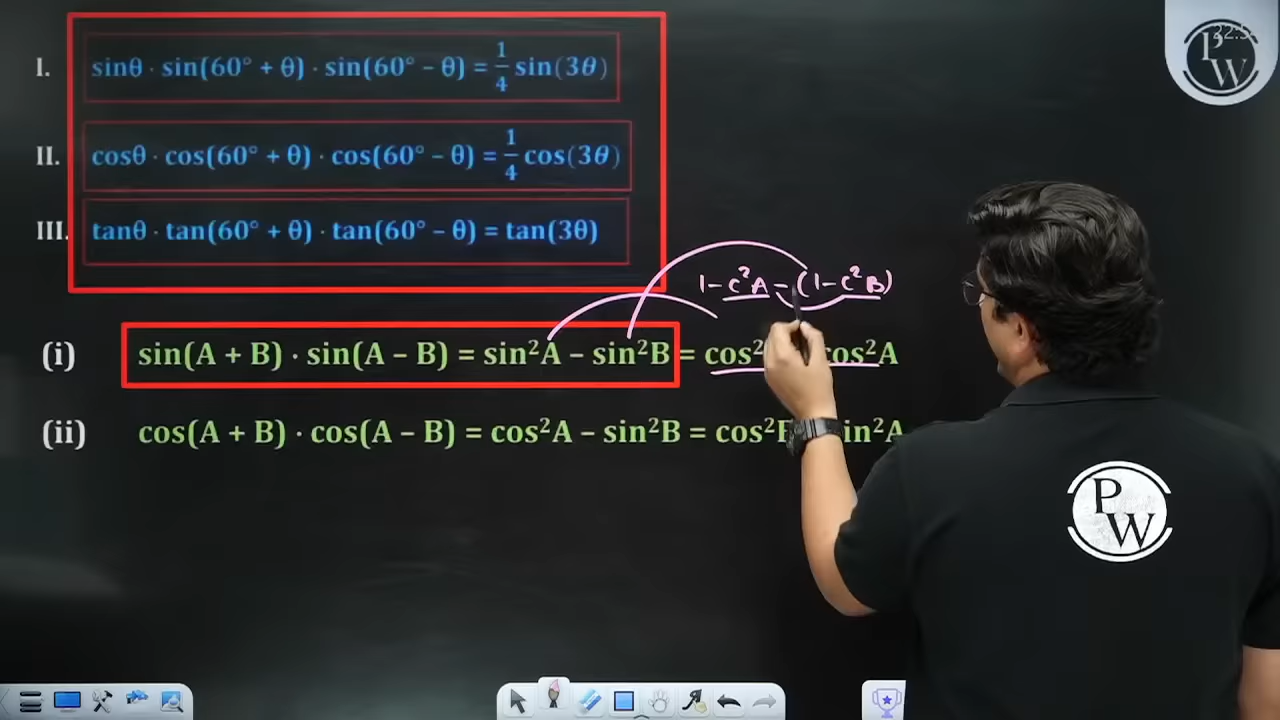 I. sinθ · sin(60° + θ) · sin(60° − θ) = 1/4 sin(3θ)
II. cosθ · cos(60° + θ) · cos(60° − θ) = 1/4 cos(3θ)
III. tanθ · tan(60° + θ) · tan(60° − θ) = tan(3θ)
1 − c²A − (1 − c²B)
(i) sin(A + B) · sin(A − B) = sin²A − sin²B = cos² cos²A
(ii) cos(A + B) · cos(A − B) = cos²A − sin²B = cos² in²A
P
W
P
W